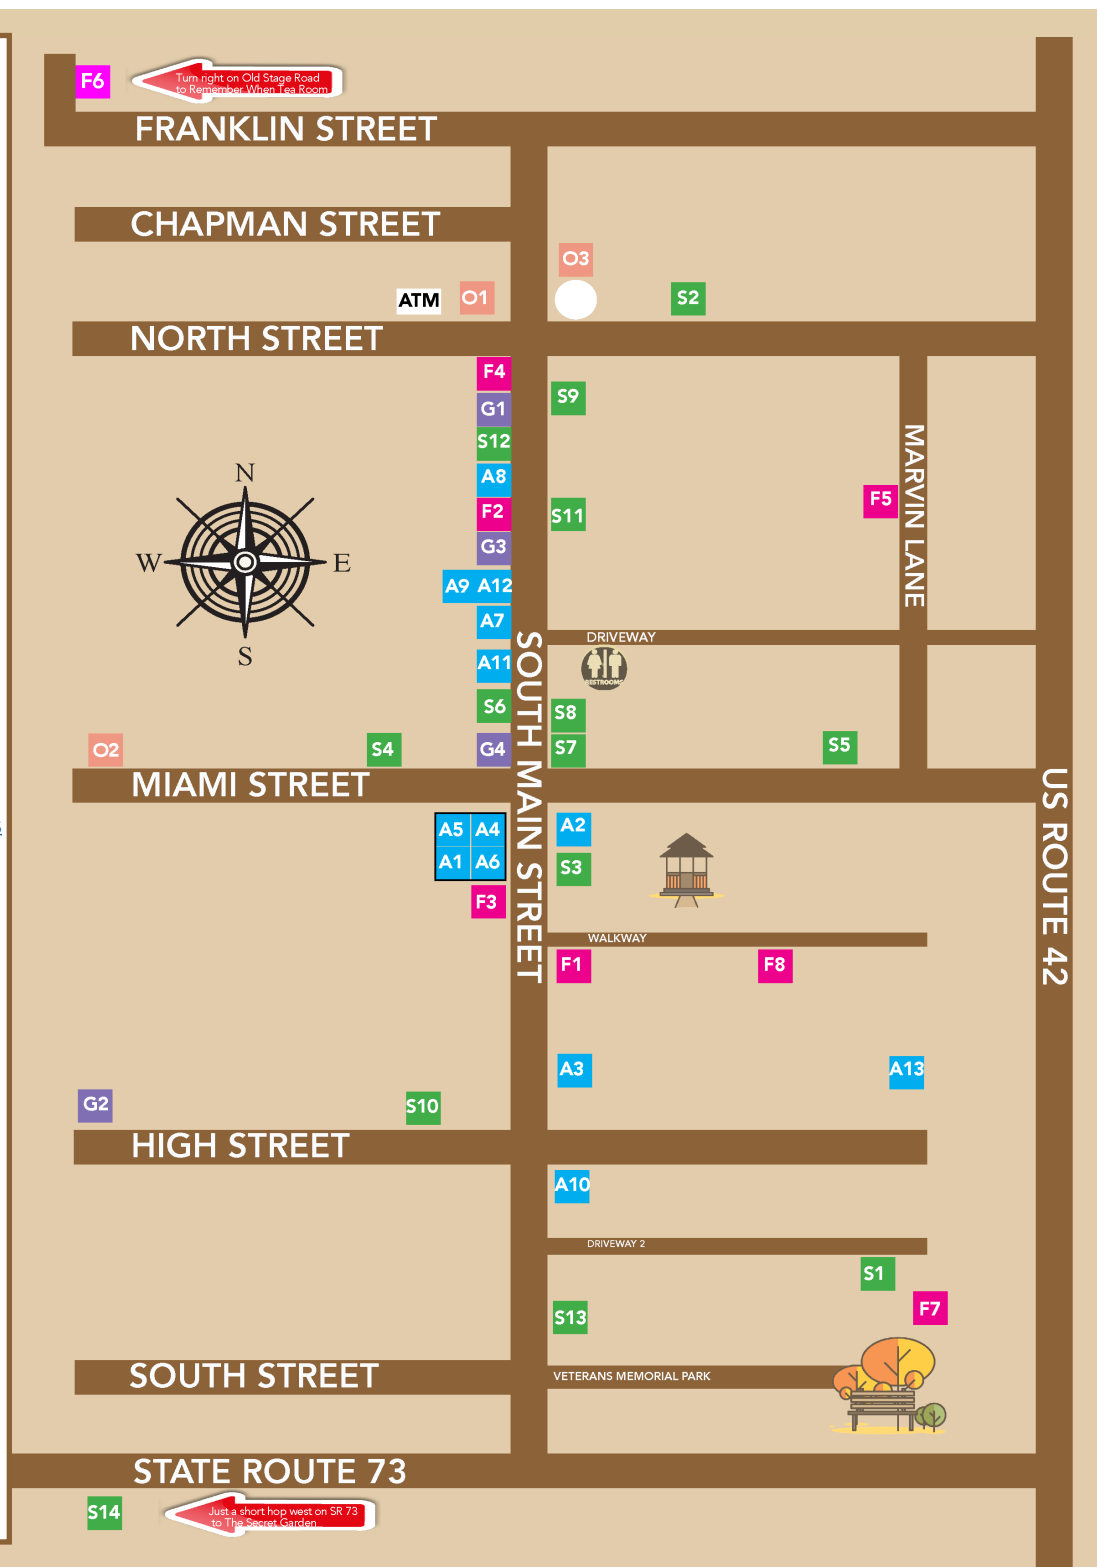 F6
Turn right on Old Stage Road
to Remember When Tea Room
FRANKLIN STREET
CHAPMAN STREET
O3
ATM
O1
S2
NORTH STREET
F4
S9
G1
S12
A8
F2
S11
F5
MARVIN LANE
G3
N
W
E
S
A9
A12
A7
DRIVEWAY
A11
RESTROOMS
S6
S8
SOUTH MAIN STREET
O2
S4
G4
S7
S5
MIAMI STREET
US ROUTE 42
A5
A4
A2
A1
A6
S3
F3
WALKWAY
F1
F8
A3
A13
G2
S10
HIGH STREET
A10
DRIVEWAY 2
S1
F7
S13
SOUTH STREET
VETERANS MEMORIAL PARK
STATE ROUTE 73
S14
Just a short hop west on SR 73
to The Secret Garden